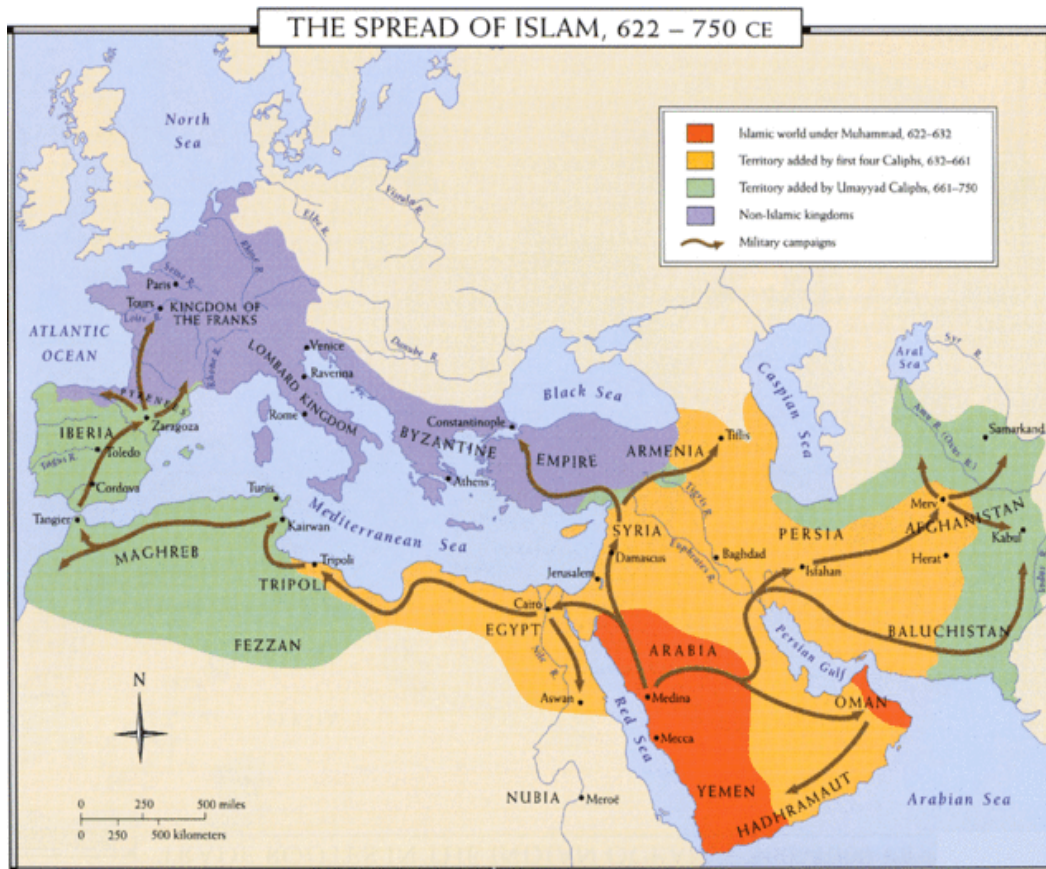 THE SPREAD OF ISLAM, 622 – 750 CE
Islamic world under Muhammad, 622–632
Territory added by first four Caliphs, 632–661
Territory added by Umayyad Caliphs, 661–750
Non-Islamic kingdoms
Military campaigns
North
Sea
Vistula R.
Elbe R.
Rhine R.
Seine R.
Paris
Tours
Loire R.
KINGDOM OF
THE FRANKS
ATLANTIC
OCEAN
Rhône R.
Danube R.
Venice
Ravenna
LOMBARD KINGDOM
Rome
PYRENEES
Zaragoza
IBERIA
Tagus R.
Toledo
Cordova
Tangier
Black Sea
Constantinople
BYZANTINE
EMPIRE
Athens
ARMENIA
Tiflis
Caspian Sea
Aral
Sea
Syr R.
Amu R. (Oxus R.)
Samarkand
Merv
AFGHANISTAN
Kabul
Herat
Indus R.
Tunis
Kairwan
Mediterranean Sea
MAGHREB
Tripoli
TRIPOLI
FEZZAN
SYRIA
Damascus
Tigris R.
Euphrates R.
Baghdad
PERSIA
Isfahan
Jerusalem
Cairo
EGYPT
Nile R.
Aswan
BALUCHISTAN
Persian Gulf
ARABIA
Medina
Mecca
Red Sea
OMAN
YEMEN
HADHRAMAUT
Arabian Sea
NUBIA
Meroë
N
0 250 500 miles
0 250 500 kilometers